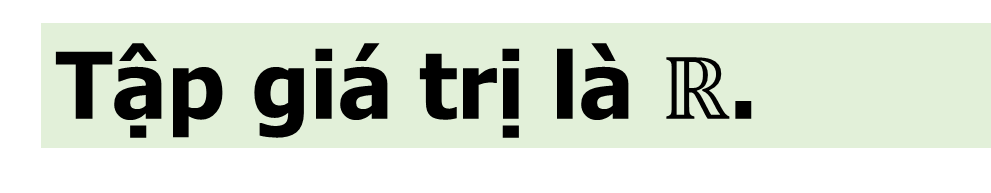 Tập giá trị là ℝ.